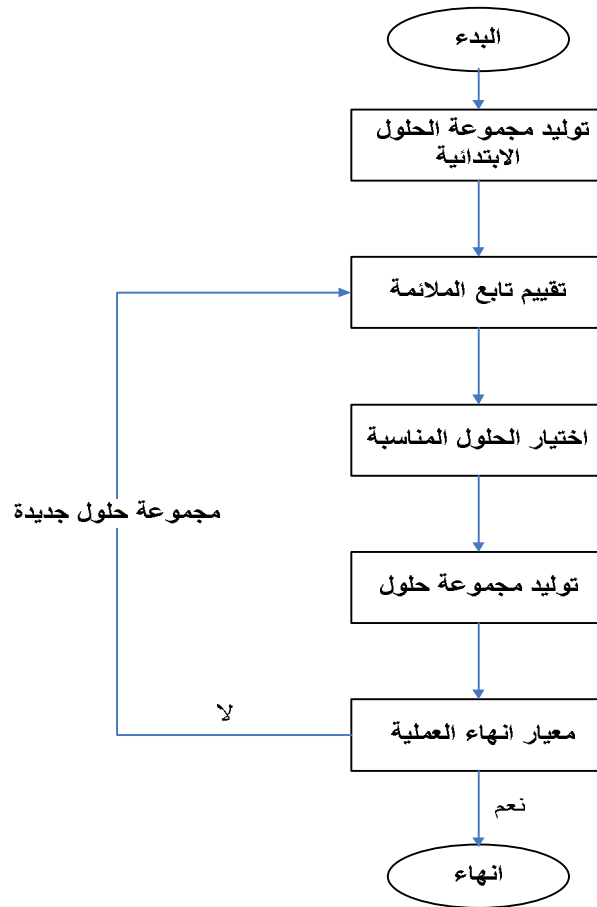 البدء
توليد مجموعة الحلول
الابتدائية
تقييم تابع الملائمة
اختيار الحلول المناسبة
مجموعة حلول جديدة
توليد مجموعة حلول
لا
معيار انهاء العملية
نعم
انهاء